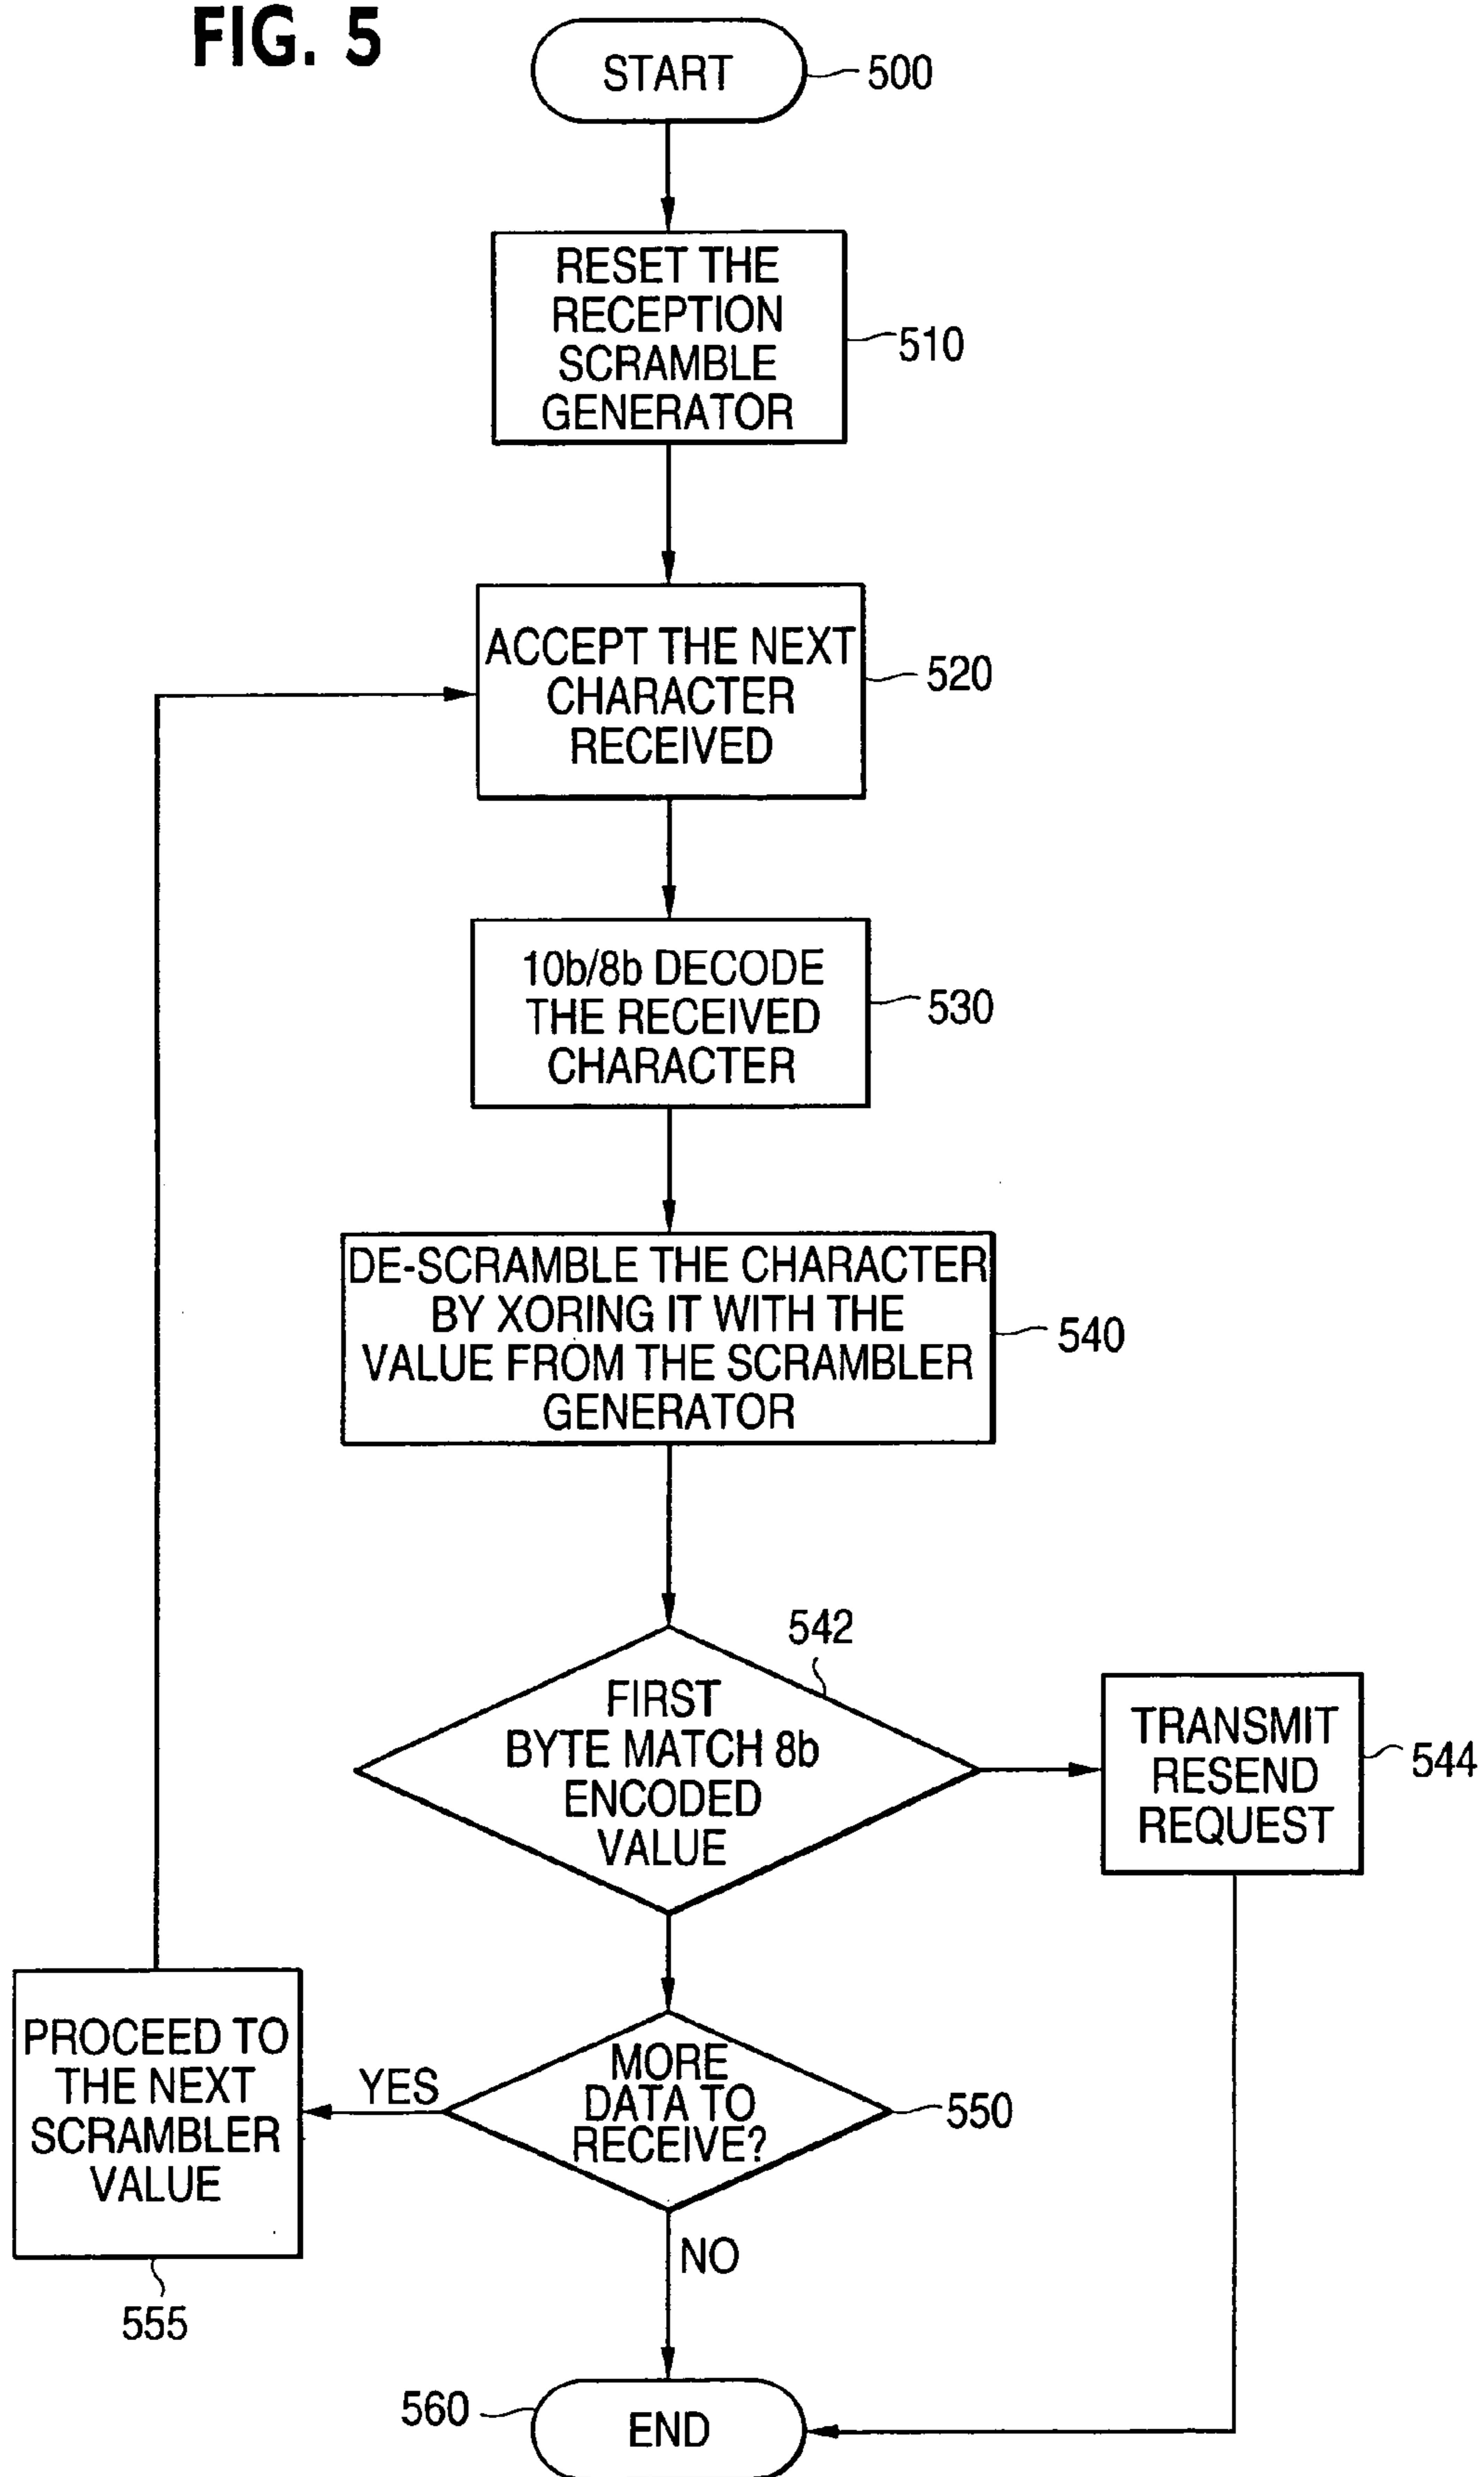 FIG. 5
START
500
RESET THE
RECEPTION
SCRAMBLE
GENERATOR
510
ACCEPT THE NEXT
CHARACTER
RECEIVED
520
10b/8b DECODE
THE RECEIVED
CHARACTER
530
DE-SCRAMBLE THE CHARACTER
BY XORING IT WITH THE
VALUE FROM THE SCRAMBLER
GENERATOR
540
542
FIRST
BYTE MATCH 8b
ENCODED
VALUE
TRANSMIT
RESEND
REQUEST
544
PROCEED TO
THE NEXT
SCRAMBLER
VALUE
555
YES
MORE
DATA TO
RECEIVE?
550
NO
560
END